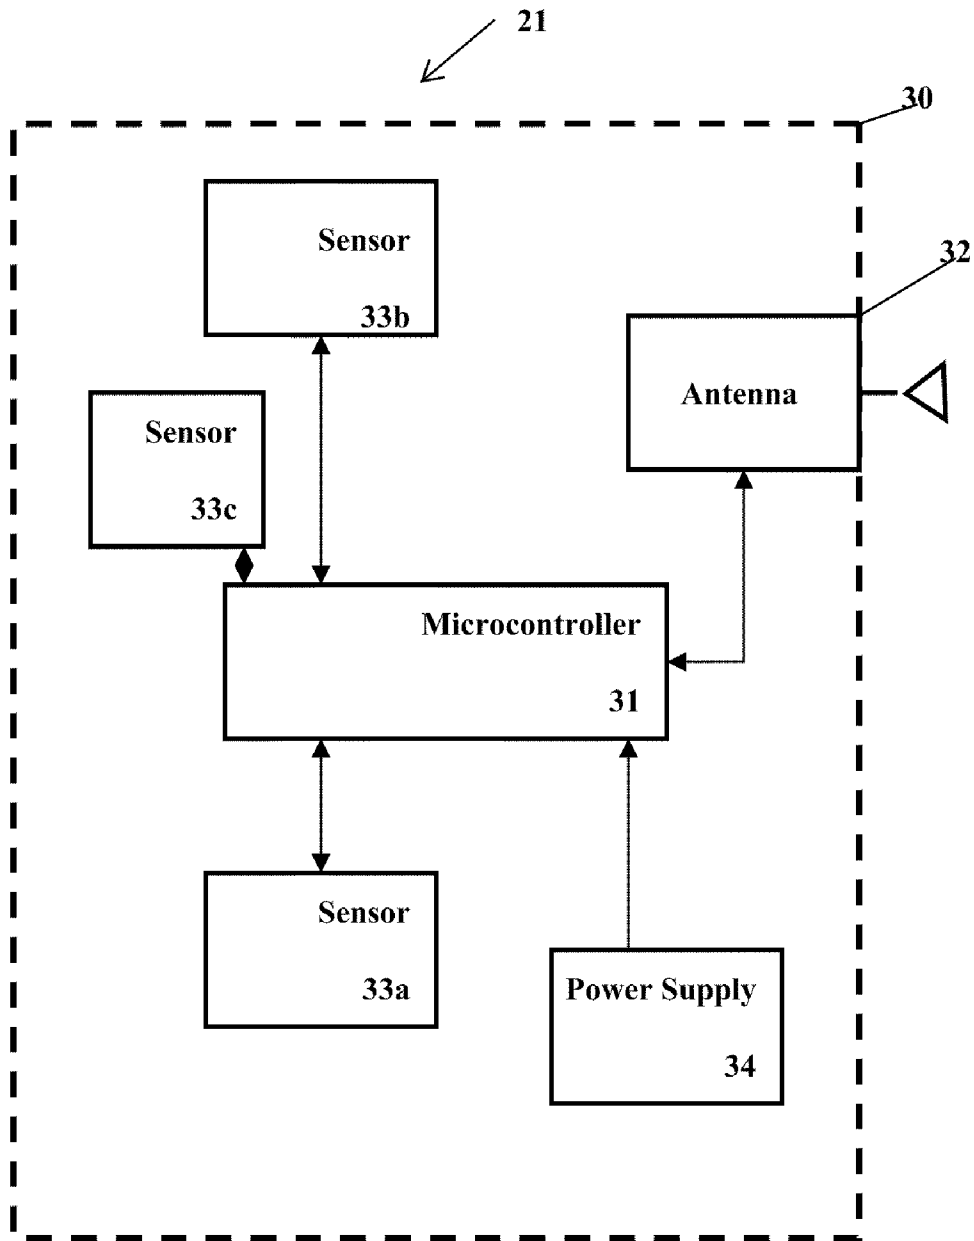 21
30
Sensor
33b
32
Antenna
Sensor
33c
Microcontroller
31
Sensor
33a
Power Supply
34